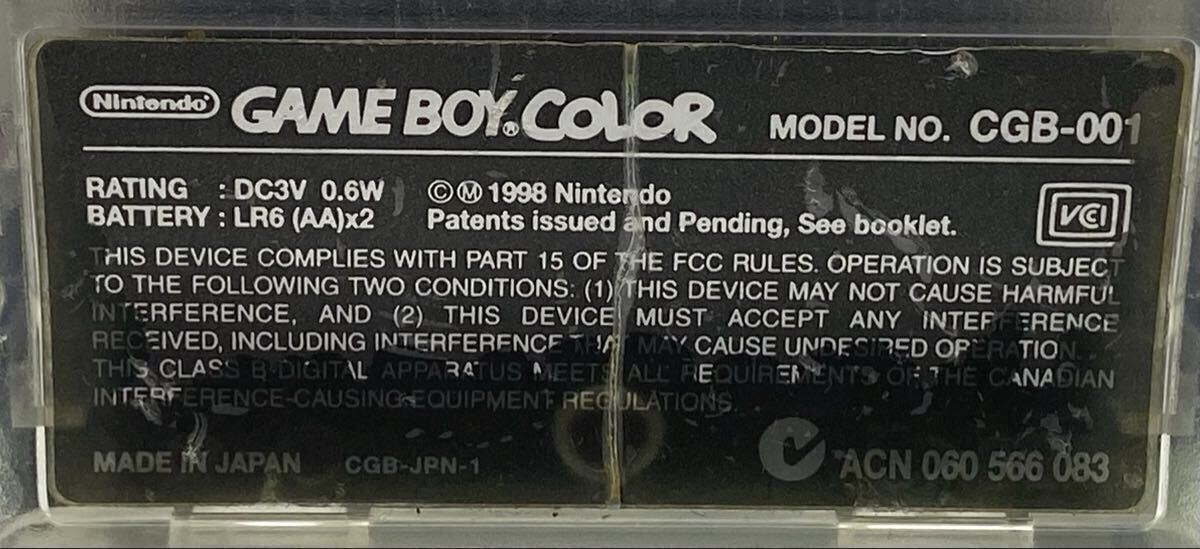 Nintendo GAME BOY® COLOR MODEL NO. CGB-001
RATING : DC3V 0.6W ©Ⓜ 1998 Nintendo
BATTERY : LR6 (AA)x2 Patents issued and Pending, See booklet.
VCI
THIS DEVICE COMPLIES WITH PART 15 OF THE FCC RULES. OPERATION IS SUBJECT
TO THE FOLLOWING TWO CONDITIONS: (1) THIS DEVICE MAY NOT CAUSE HARMFUL
INTERFERENCE, AND (2) THIS DEVICE MUST ACCEPT ANY INTERFERENCE
RECEIVED, INCLUDING INTERFERENCE THAT MAY CAUSE UNDESIRED OPERATION.
THIS CLASS B DIGITAL APPARATUS MEETS ALL REQUIREMENTS OF THE CANADIAN
INTERFERENCE-CAUSING EQUIPMENT REGULATIONS.
MADE IN JAPAN CGB-JPN-1 ACN 060 566 083